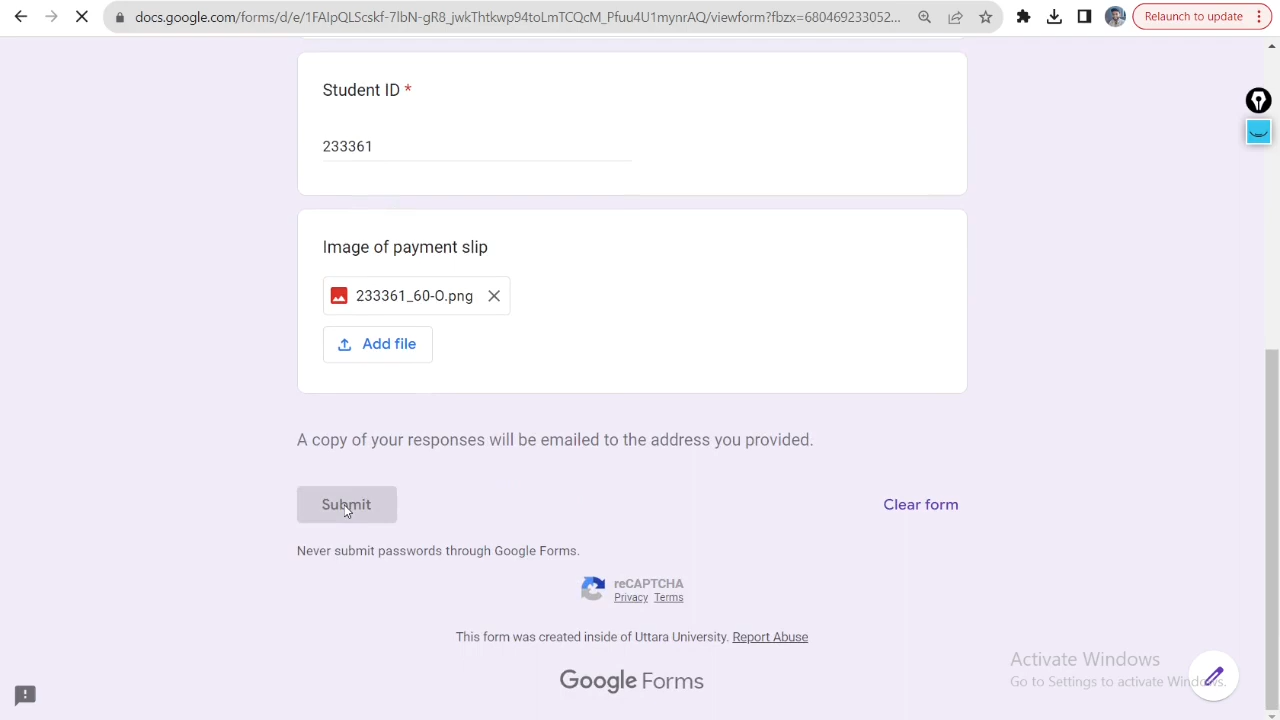 docs.google.com/forms/d/e/1FAIpQLScskf-7lbN-gR8_jwkThtkwp94toLmTCQcM_Pfuu4U1mynrAQ/viewform?fbzx=68046933052...
Relaunch to update
Student ID *
233361
Image of payment slip
233361_60-O.png
Add file
A copy of your responses will be emailed to the address you provided.
Submit
Clear form
Never submit passwords through Google Forms.
reCAPTCHA
Privacy Terms
This form was created inside of Uttara University. Report Abuse
Google Forms
Activate Windows
Go to Settings to activate Windows.